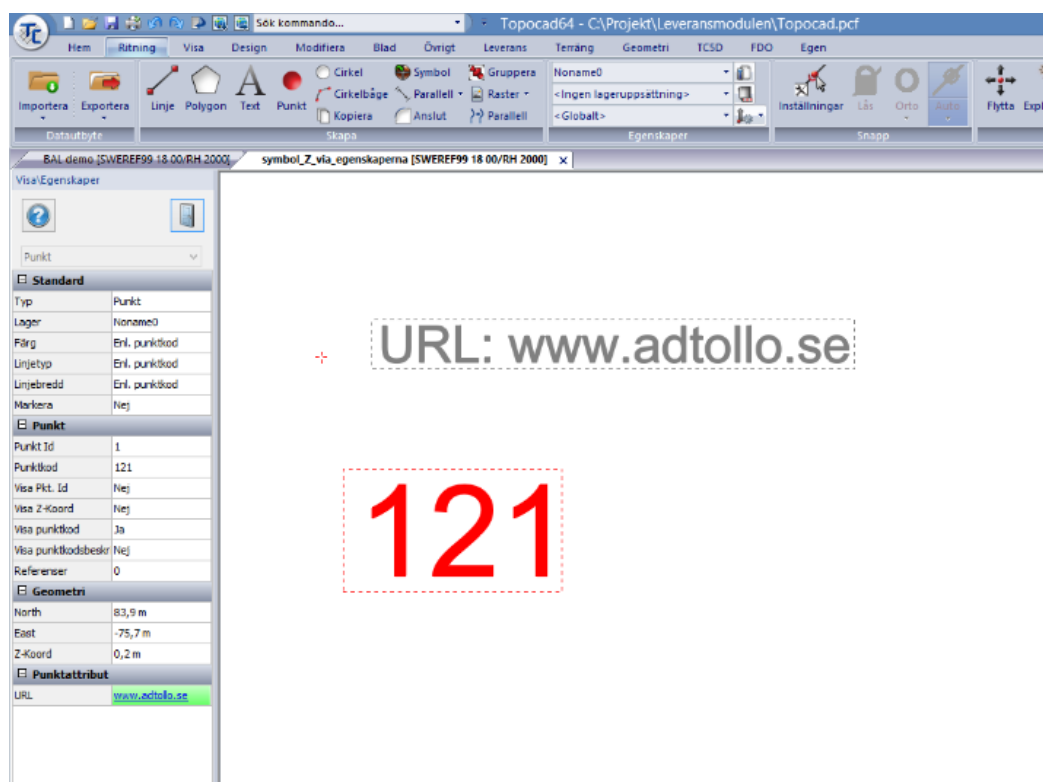 Sök kommando...
Topocad64 - C:\Projekt\Leveransmodulen\Topocad.pcf
Tc
Hem Ritning Visa Design Modifiera Blad Övrigt Leverans Terräng Geometri TCSD FDO Egen
Cirkel Symbol Gruppera Noname0
Cirkelbåge Parallell Raster <Ingen lageruppsättning>
Kopiera Anslut Parallell <Globalt>
Importera Exportera Linje Polygon Text Punkt Inställningar Lås Orto Auto Flytta
Datautbyte Skapa Egenskaper Snapp
BAL demo [SWEREF99 18 00/RH 2000] symbol_Z_via_egenskaperna [SWEREF99 18 00/RH 2000] x
Visa\Egenskaper
Punkt
Standard
Typ Punkt
Lager Noname0
Färg Enl. punktkod
Linjetyp Enl. punktkod
Linjebredd Enl. punktkod
Markera Nej
Punkt
Punkt Id 1
Punktkod 121
Visa Pkt. Id Nej
Visa Z-Koord Nej
Visa punktkod Ja
Visa punktkodsbeskr Nej
Referenser 0
Geometri
North 83,9 m
East -75,7 m
Z-Koord 0,2 m
Punktattribut
URL www.adtollo.se
URL: www.adtollo.se
121